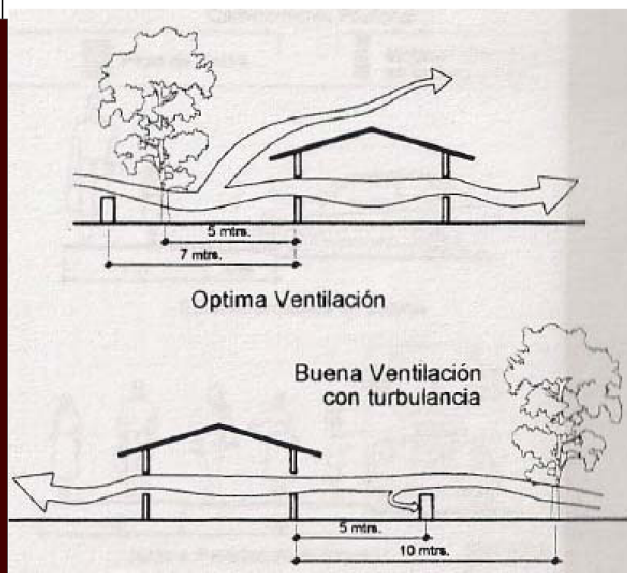 5 mtrs.
7 mtrs.
Optima Ventilación
Buena Ventilación
con turbulancia
5 mtrs.
10 mtrs.